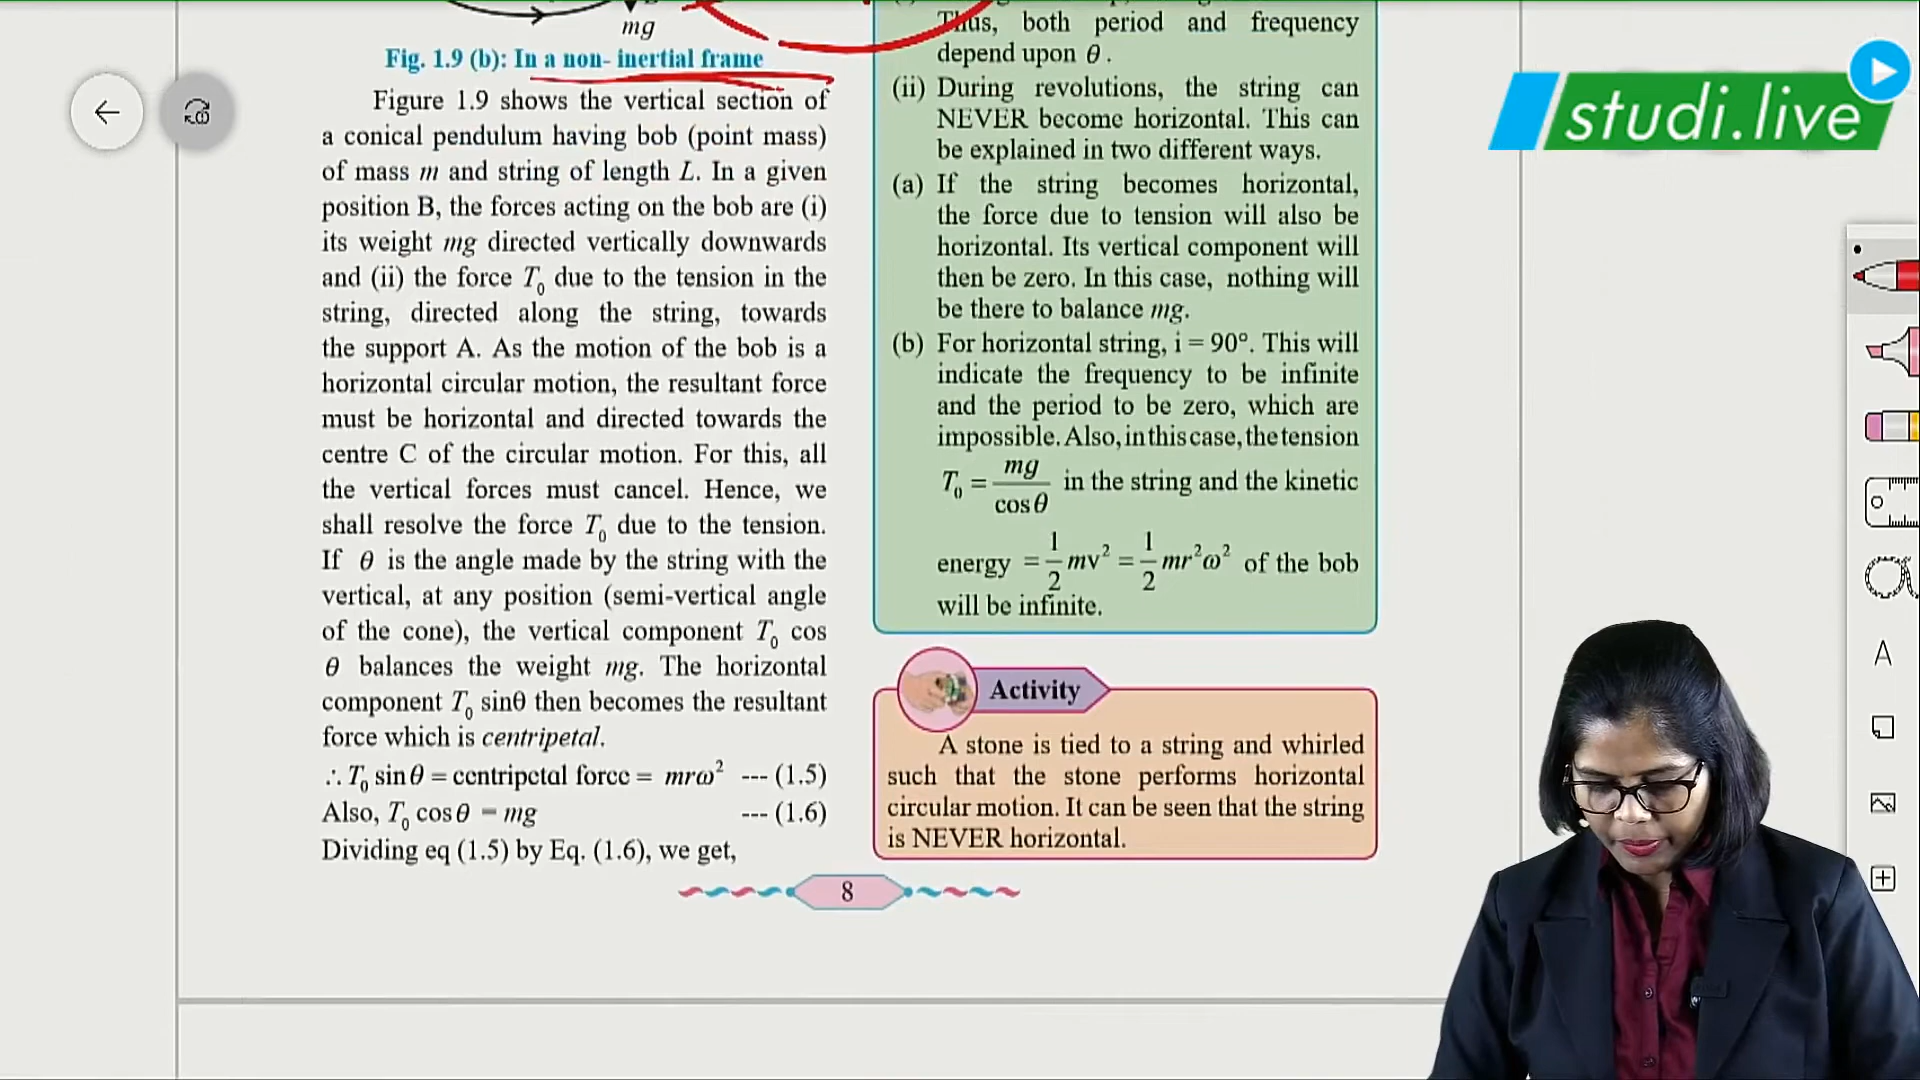 mg
Fig. 1.9 (b): In a non- inertial frame
Figure 1.9 shows the vertical section of
a conical pendulum having bob (point mass)
of mass m and string of length L. In a given
position B, the forces acting on the bob are (i)
its weight mg directed vertically downwards
and (ii) the force T₀ due to the tension in the
string, directed along the string, towards
the support A. As the motion of the bob is a
horizontal circular motion, the resultant force
must be horizontal and directed towards the
centre C of the circular motion. For this, all
the vertical forces must cancel. Hence, we
shall resolve the force T₀ due to the tension.
If θ is the angle made by the string with the
vertical, at any position (semi-vertical angle
of the cone), the vertical component T₀ cos
θ balances the weight mg. The horizontal
component T₀ sinθ then becomes the resultant
force which is centripetal.
∴ T₀ sinθ = centripetal force = mrω² --- (1.5)
Also, T₀ cosθ = mg --- (1.6)
Dividing eq (1.5) by Eq. (1.6), we get,
Thus, both period and frequency
depend upon θ.
(ii) During revolutions, the string can
NEVER become horizontal. This can
be explained in two different ways.
(a) If the string becomes horizontal,
the force due to tension will also be
horizontal. Its vertical component will
then be zero. In this case, nothing will
be there to balance mg.
(b) For horizontal string, i = 90°. This will
indicate the frequency to be infinite
and the period to be zero, which are
impossible. Also, in this case, the tension
T₀ = mg/cosθ in the string and the kinetic
energy = 1/2 mv² = 1/2 mr²ω² of the bob
will be infinite.
Activity
A stone is tied to a string and whirled
such that the stone performs horizontal
circular motion. It can be seen that the string
is NEVER horizontal.
8
studi.live
A